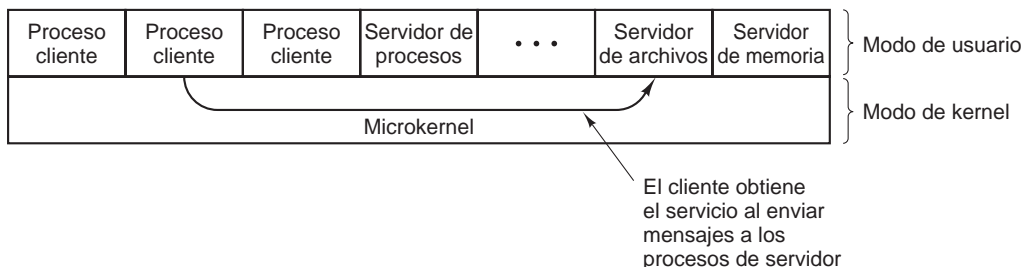 Proceso
cliente
Proceso
cliente
Proceso
cliente
Servidor de
procesos
• • •
Servidor
de archivos
Servidor
de memoria
Modo de usuario
Microkernel
Modo de kernel
El cliente obtiene
el servicio al enviar
mensajes a los
procesos de servidor